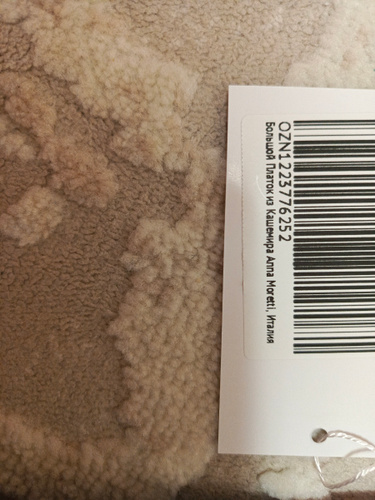 OZN1223776252
Большой Платок из Кашемира Anna Moretti, Италия